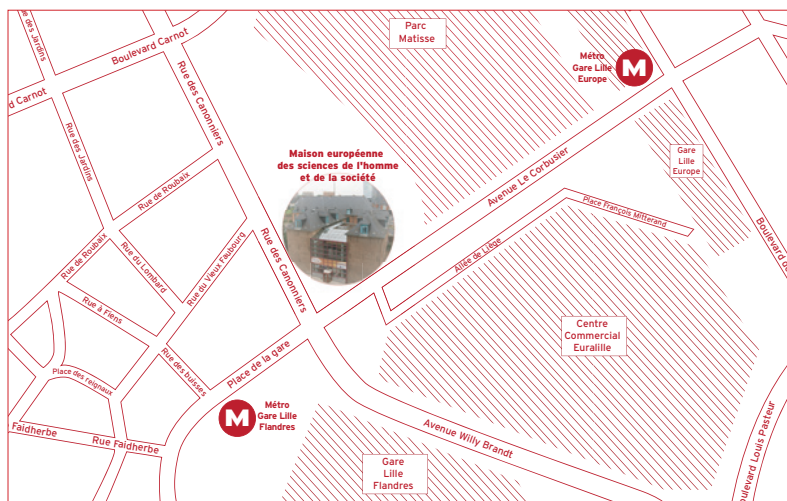 Rue des Jardins
Boulevard Carnot
d Carnot
Rue des Canonniers
Parc
Matisse
Métro
Gare Lille
Europe
M
Rue des Jardins
Maison européenne
des sciences de l'homme
et de la société
Gare
Lille
Europe
Rue de Roubaix
Avenue Le Corbusier
Place François Mitterand
Rue de Roubaix
Rue du Lombard
Rue du Vieux Faubourg
Rue des Canonniers
Allée de Liège
Boulevard de
Rue à Fiens
Centre
Commercial
Euralille
Place des reignaux
Rue des buisses
Place de la gare
M
Métro
Gare Lille
Flandres
e Faidherbe
Rue Faidherbe
Avenue Willy Brandt
oulevard Louis Pasteur
Gare
Lille
Flandres